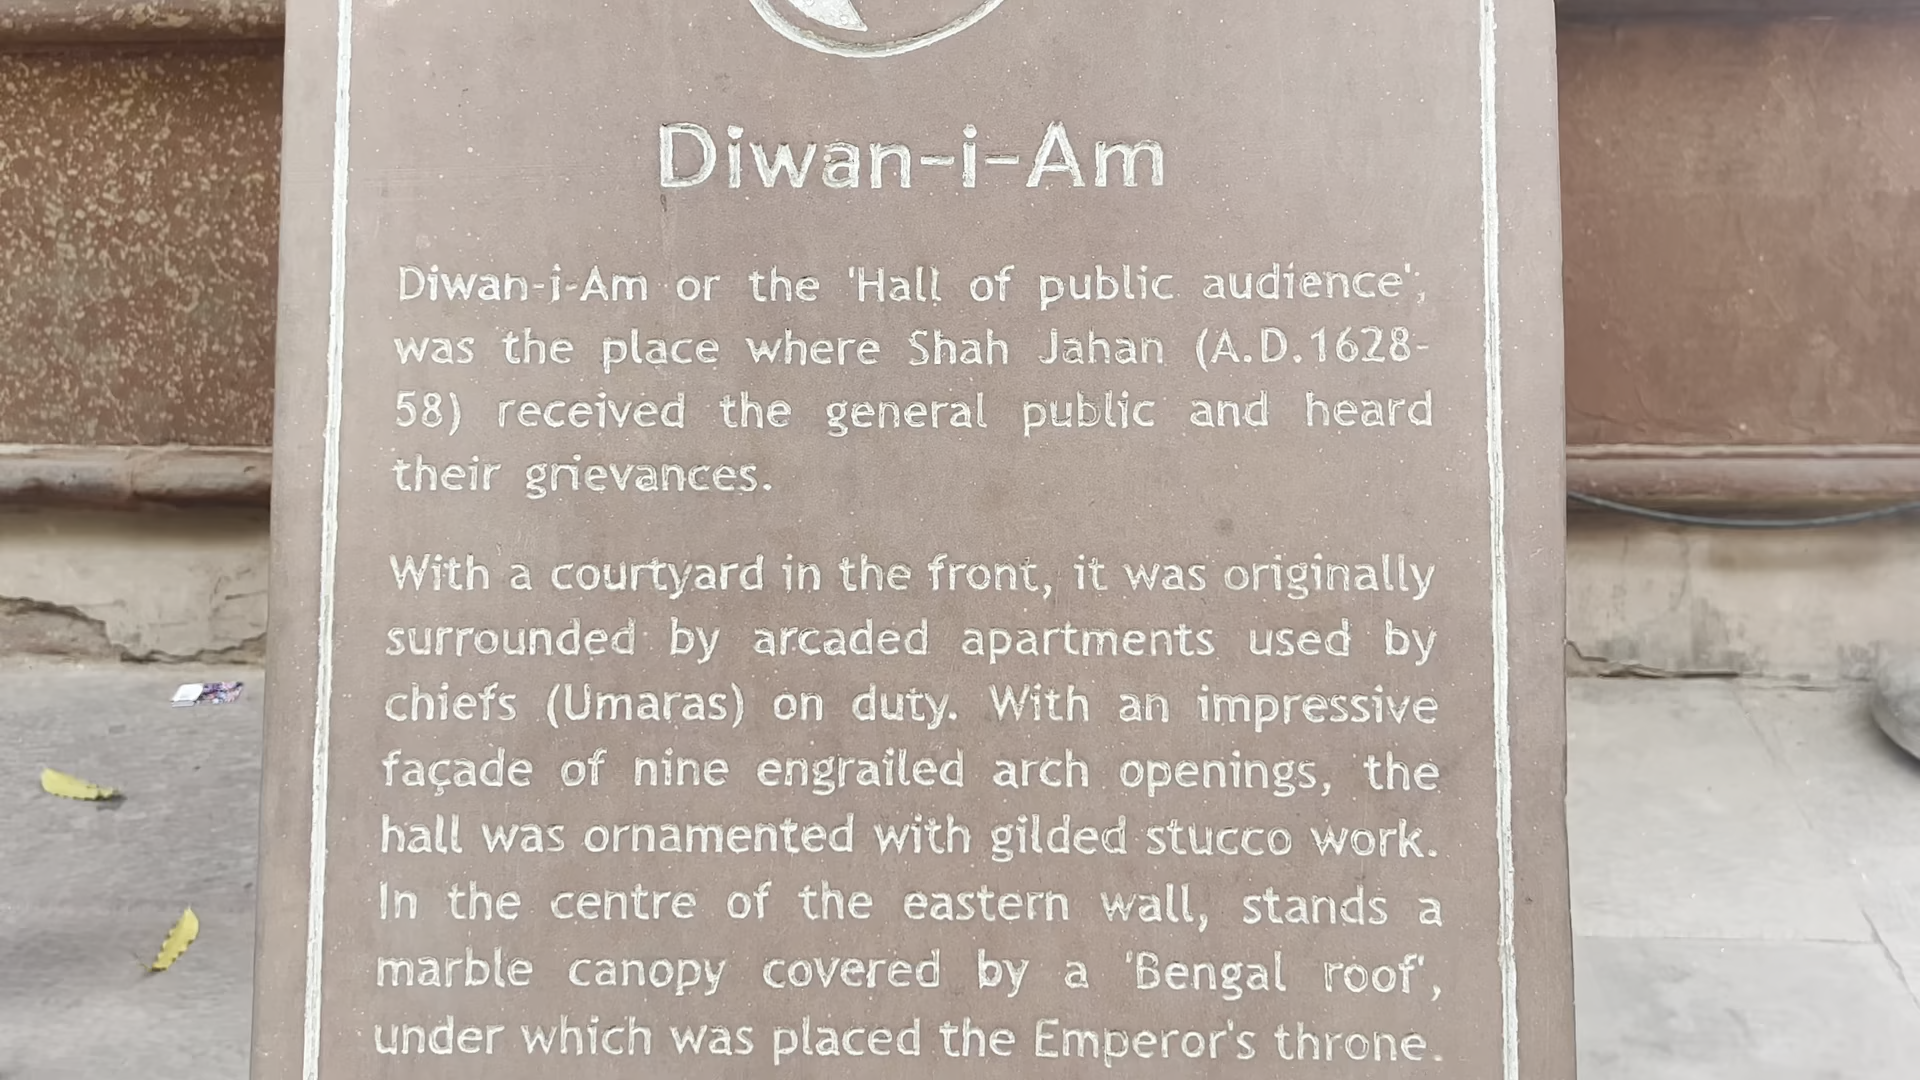 Diwan-i-Am
Diwan-i-Am or the 'Hall of public audience',
was the place where Shah Jahan (A.D.1628-
58) received the general public and heard
their grievances.
With a courtyard in the front, it was originally
surrounded by arcaded apartments used by
chiefs (Umaras) on duty. With an impressive
façade of nine engrailed arch openings, the
hall was ornamented with gilded stucco work.
In the centre of the eastern wall, stands a
marble canopy covered by a 'Bengal roof',
under which was placed the Emperor's throne.